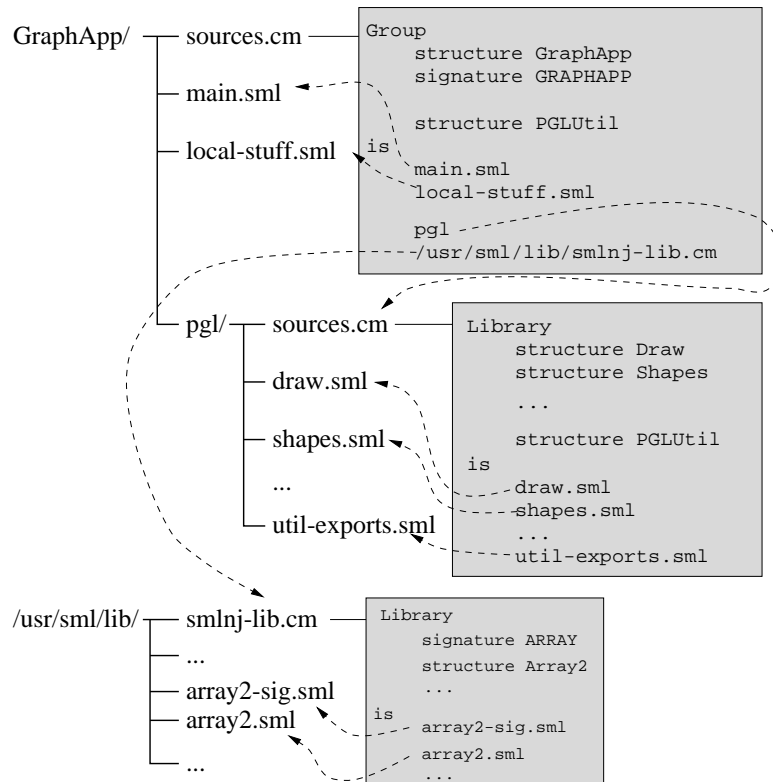 GraphApp/ sources.cm Group
structure GraphApp
signature GRAPHAPP
main.sml
structure PGLUtil
local-stuff.sml is
main.sml
local-stuff.sml
pgl
/usr/sml/lib/smlnj-lib.cm
pgl/ sources.cm Library
structure Draw
draw.sml structure Shapes
...
shapes.sml structure PGLUtil
is
... draw.sml
shapes.sml
util-exports.sml ...
util-exports.sml
/usr/sml/lib/ smlnj-lib.cm Library
signature ARRAY
... structure Array2
array2-sig.sml ...
array2.sml is array2-sig.sml
array2.sml
... ...